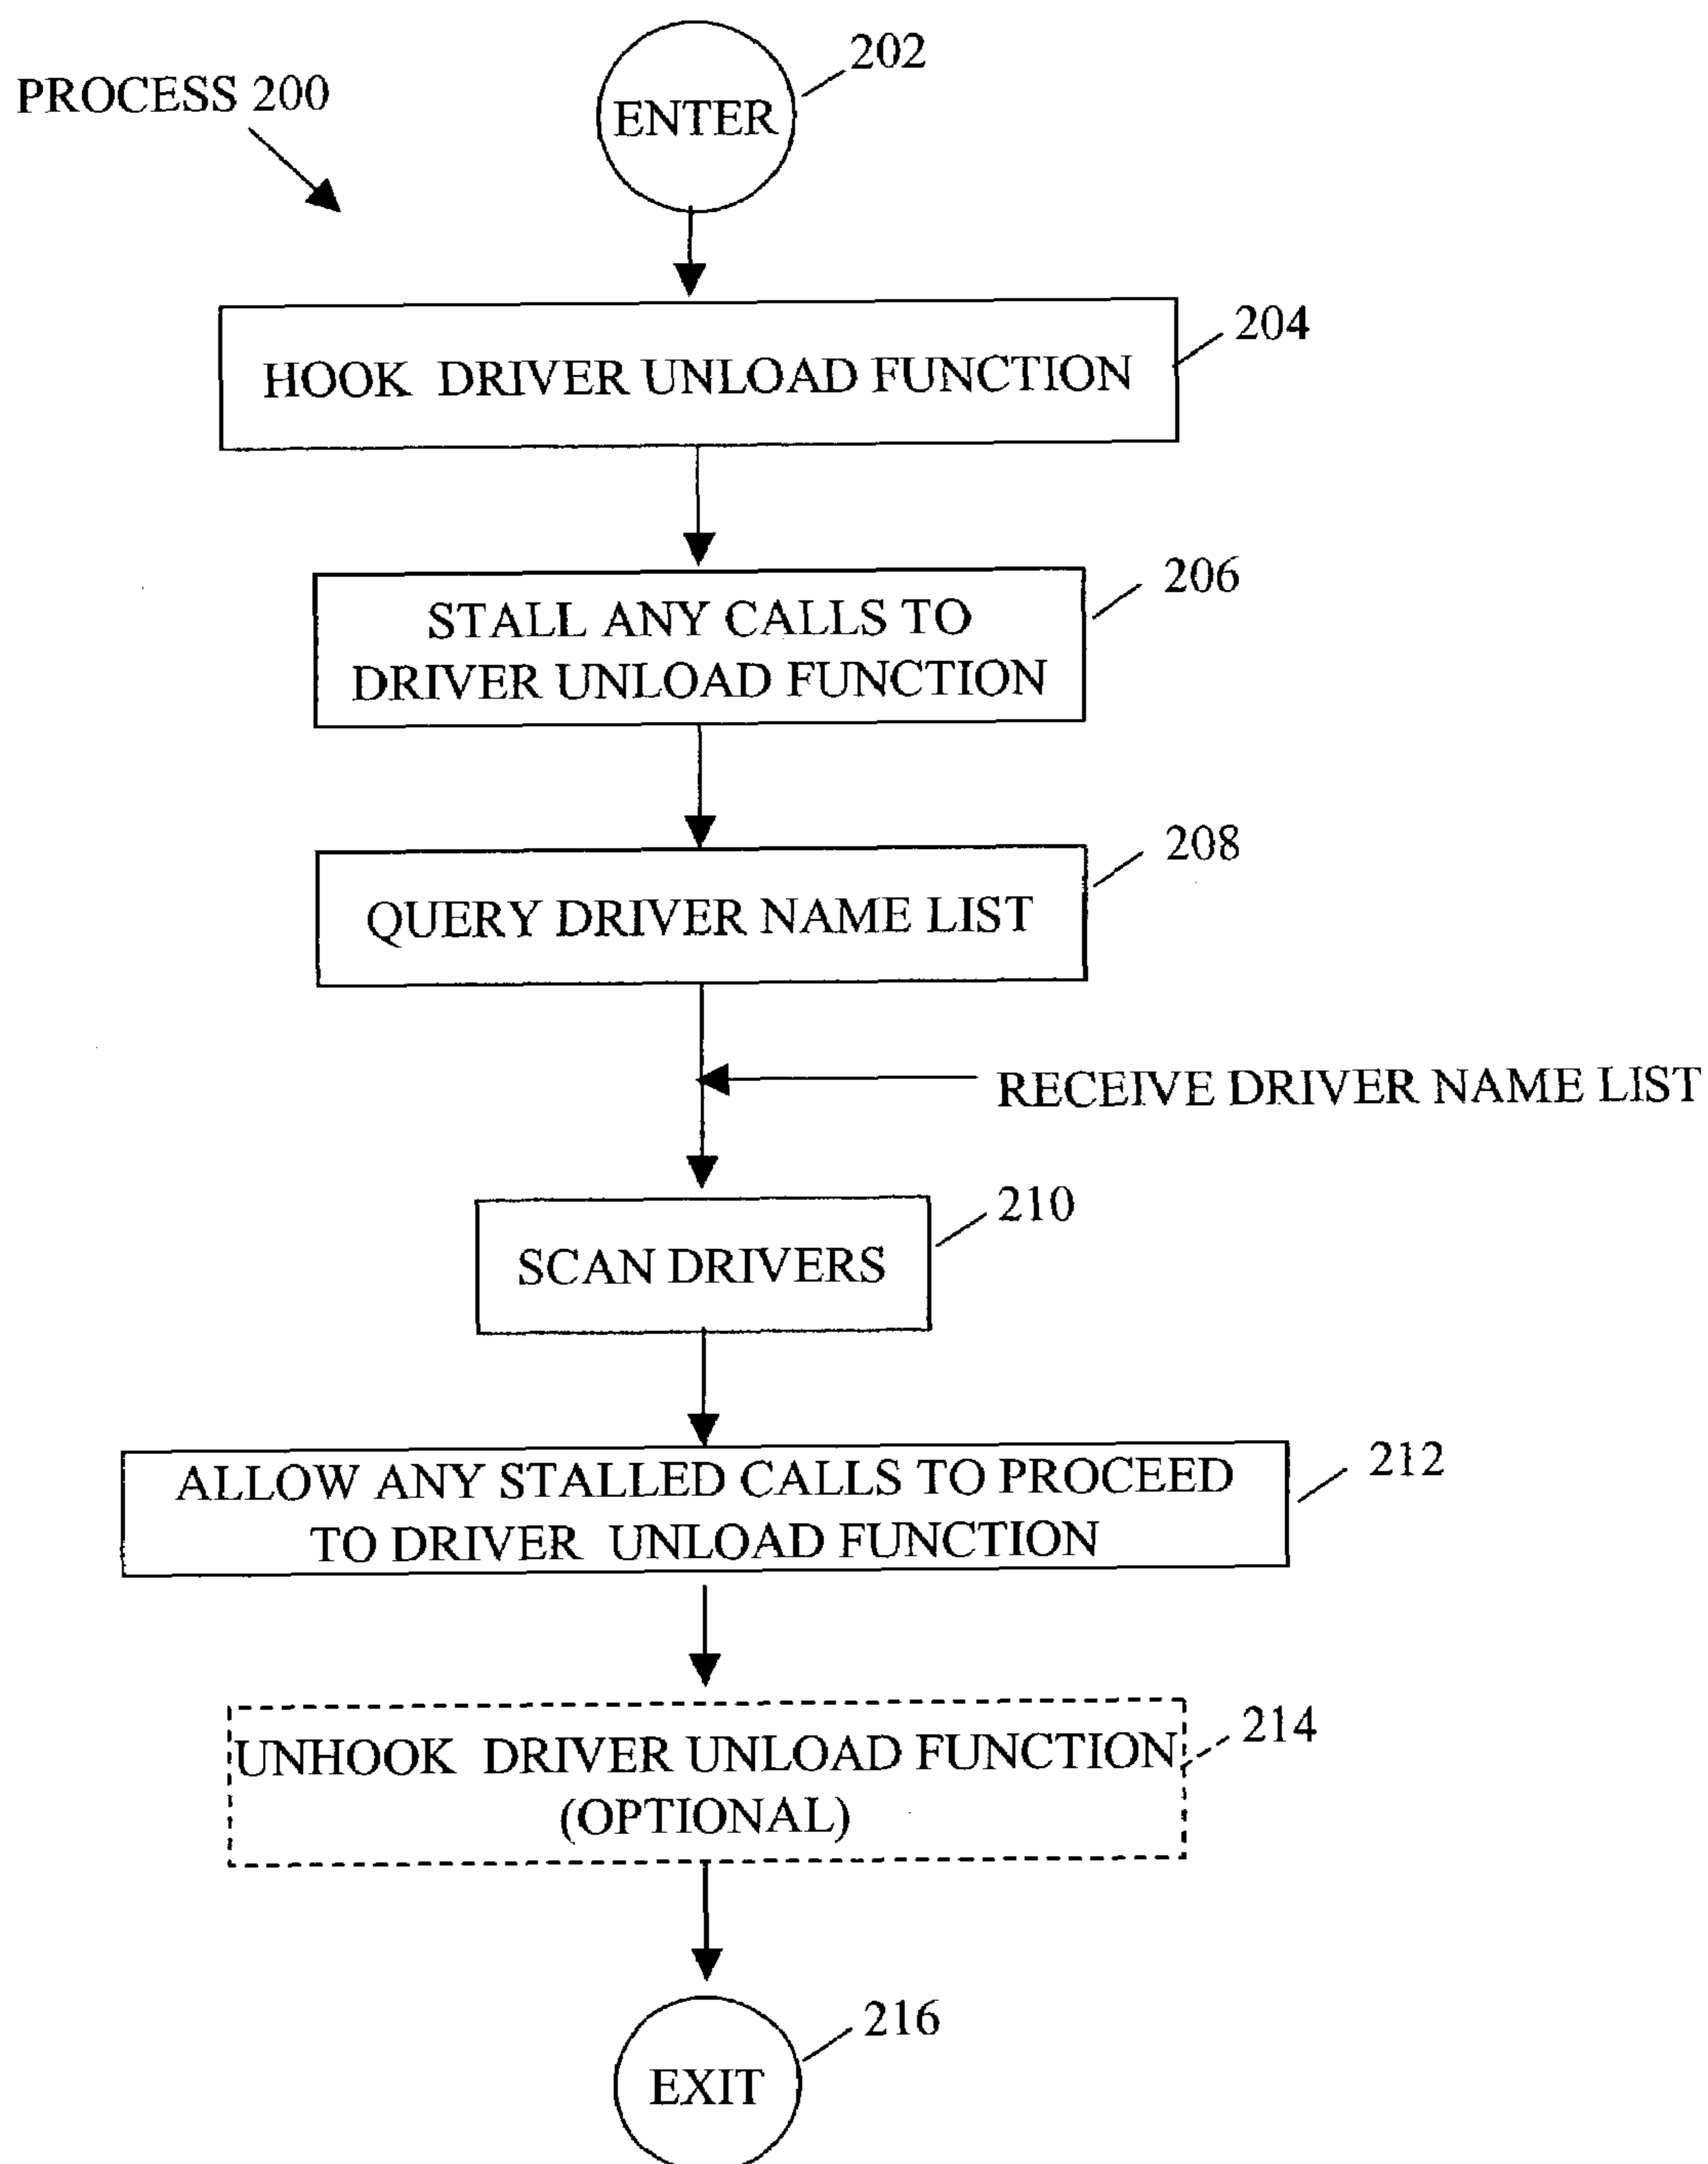 PROCESS 200
202
ENTER
204
HOOK DRIVER UNLOAD FUNCTION
206
STALL ANY CALLS TO
DRIVER UNLOAD FUNCTION
208
QUERY DRIVER NAME LIST
RECEIVE DRIVER NAME LIST
210
SCAN DRIVERS
212
ALLOW ANY STALLED CALLS TO PROCEED
TO DRIVER UNLOAD FUNCTION
214
UNHOOK DRIVER UNLOAD FUNCTION
(OPTIONAL)
216
EXIT